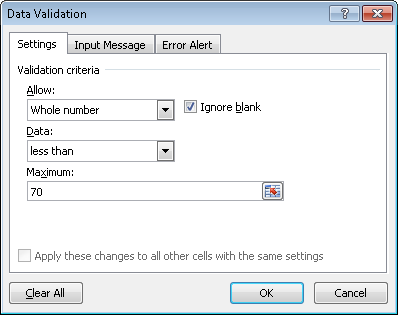 Data Validation
Settings Input Message Error Alert
Validation criteria
Allow:
Whole number Ignore blank
Data:
less than
Maximum:
70
Apply these changes to all other cells with the same settings
Clear All OK Cancel